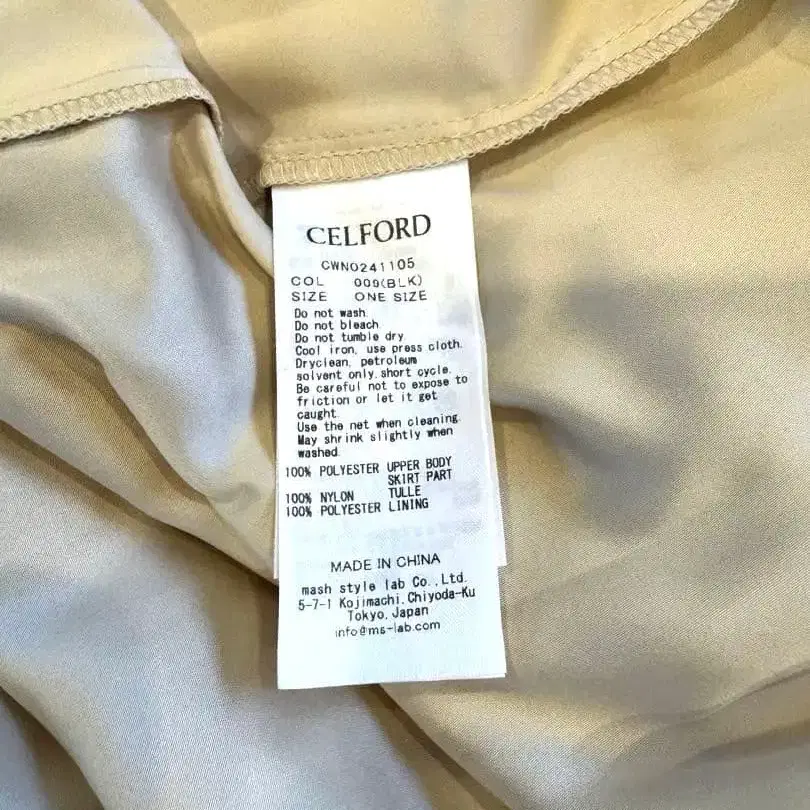 CELFORD
CWNO241105
COL 009(BLK)
SIZE ONE SIZE
Do not wash.
Do not bleach.
Do not tumble dry
Cool iron, use press cloth.
Dryclean, petroleum
solvent only.short cycle.
Be careful not to expose to
friction or let it get
caught.
Use the net when cleaning.
May shrink slightly when
washed.
100% POLYESTER UPPER BODY
SKIRT PART
100% NYLON TULLE
100% POLYESTER LINING
MADE IN CHINA
mash style lab Co.,Ltd.
5-7-1 Kojimachi,Chiyoda-Ku
Tokyo,Japan
info@ms-lab.com